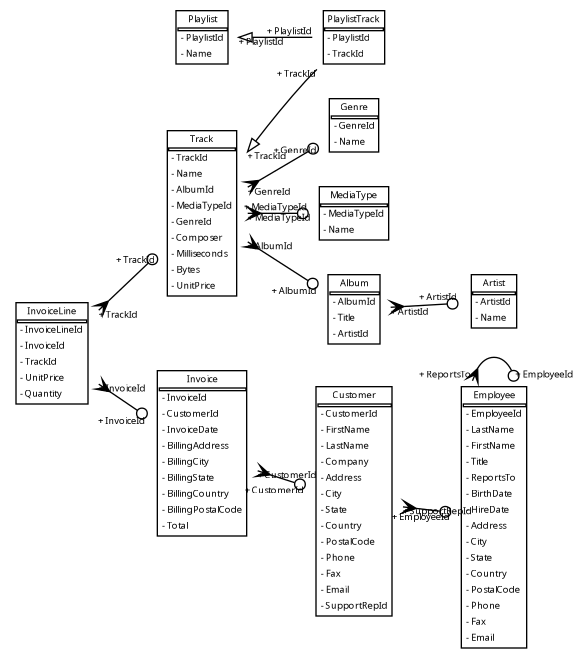 Playlist
- PlaylistId
- Name
+ PlaylistId
+ PlaylistId
PlaylistTrack
- PlaylistId
- TrackId
+ TrackId
+ TrackId
Genre
- GenreId
- Name
Track
- TrackId
- Name
- AlbumId
- MediaTypeId
- GenreId
- Composer
- Milliseconds
- Bytes
- UnitPrice
+ GenreId
+ GenreId
MediaType
- MediaTypeId
- Name
+ MediaTypeId
MediaTypeId
AlbumId
+ AlbumId
Album
- AlbumId
- Title
- ArtistId
+ ArtistId
ArtistId
Artist
- ArtistId
- Name
+ TrackId
TrackId
InvoiceLine
- InvoiceLineId
- InvoiceId
- TrackId
- UnitPrice
- Quantity
InvoiceId
+ InvoiceId
Invoice
- InvoiceId
- CustomerId
- InvoiceDate
- BillingAddress
- BillingCity
- BillingState
- BillingCountry
- BillingPostalCode
- Total
CustomerId
+ CustomerId
Customer
- CustomerId
- FirstName
- LastName
- Company
- Address
- City
- State
- Country
- PostalCode
- Phone
- Fax
- Email
- SupportRepId
SupportRepId
+ EmployeeId
+ ReportsTo
+ EmployeeId
Employee
- EmployeeId
- LastName
- FirstName
- Title
- ReportsTo
- BirthDate
- HireDate
- Address
- City
- State
- Country
- PostalCode
- Phone
- Fax
- Email